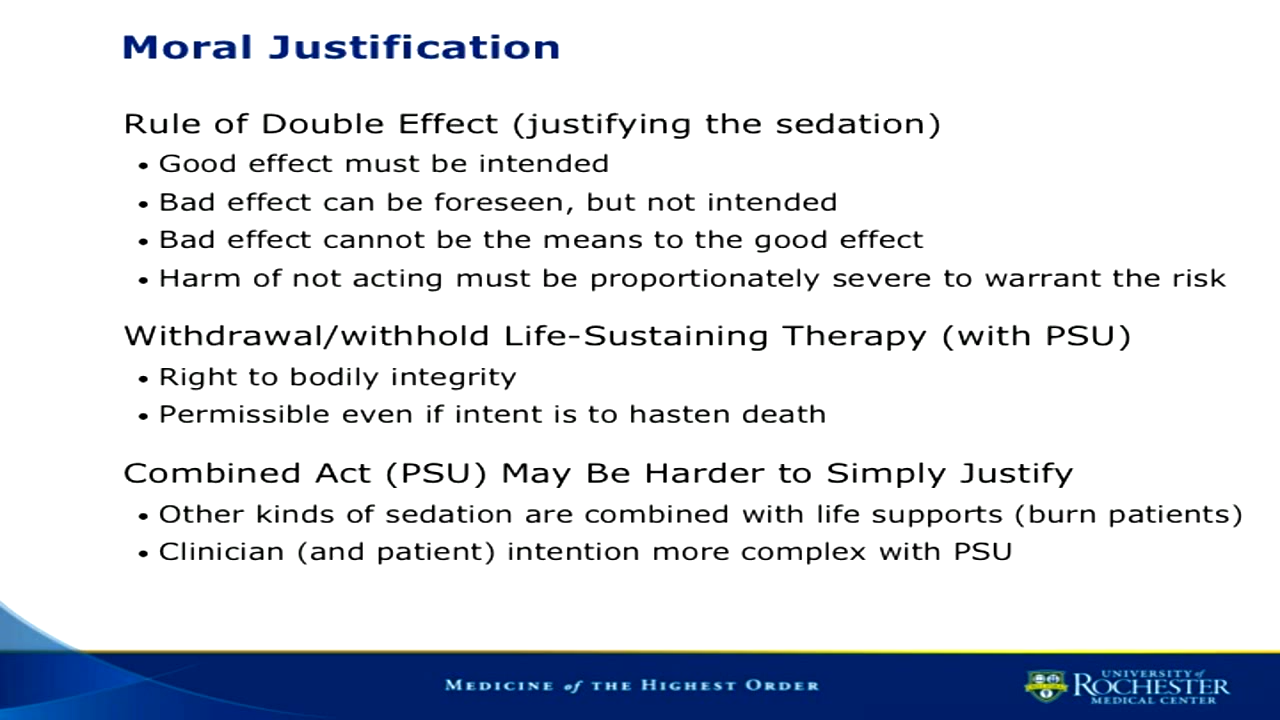 Moral Justification
Rule of Double Effect (justifying the sedation)
• Good effect must be intended
• Bad effect can be foreseen, but not intended
• Bad effect cannot be the means to the good effect
• Harm of not acting must be proportionately severe to warrant the risk
Withdrawal/withhold Life-Sustaining Therapy (with PSU)
• Right to bodily integrity
• Permissible even if intent is to hasten death
Combined Act (PSU) May Be Harder to Simply Justify
• Other kinds of sedation are combined with life supports (burn patients)
• Clinician (and patient) intention more complex with PSU
MEDICINE of THE HIGHEST ORDER
UNIVERSITY of
ROCHESTER
MEDICAL CENTER